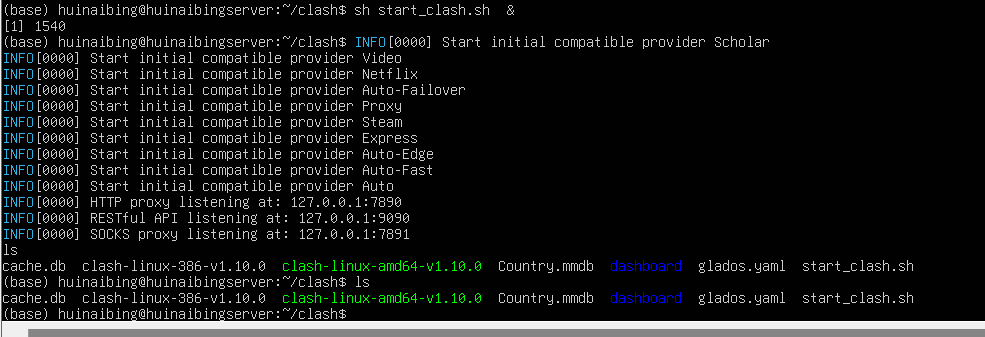 (base) huinaibing@huinaibingserver:~/clash$ sh start_clash.sh  &
[1] 1540
(base) huinaibing@huinaibingserver:~/clash$ INFO[0000] Start initial compatible provider Scholar
INFO[0000] Start initial compatible provider Video
INFO[0000] Start initial compatible provider Netflix
INFO[0000] Start initial compatible provider Auto-Failover
INFO[0000] Start initial compatible provider Proxy
INFO[0000] Start initial compatible provider Steam
INFO[0000] Start initial compatible provider Express
INFO[0000] Start initial compatible provider Auto-Edge
INFO[0000] Start initial compatible provider Auto-Fast
INFO[0000] Start initial compatible provider Auto
INFO[0000] HTTP proxy listening at: 127.0.0.1:7890
INFO[0000] RESTful API listening at: 127.0.0.1:9090
INFO[0000] SOCKS proxy listening at: 127.0.0.1:7891
ls
cache.db  clash-linux-386-v1.10.0  clash-linux-amd64-v1.10.0  Country.mmdb  dashboard  glados.yaml  start_clash.sh
(base) huinaibing@huinaibingserver:~/clash$ ls
cache.db  clash-linux-386-v1.10.0  clash-linux-amd64-v1.10.0  Country.mmdb  dashboard  glados.yaml  start_clash.sh
(base) huinaibing@huinaibingserver:~/clash$